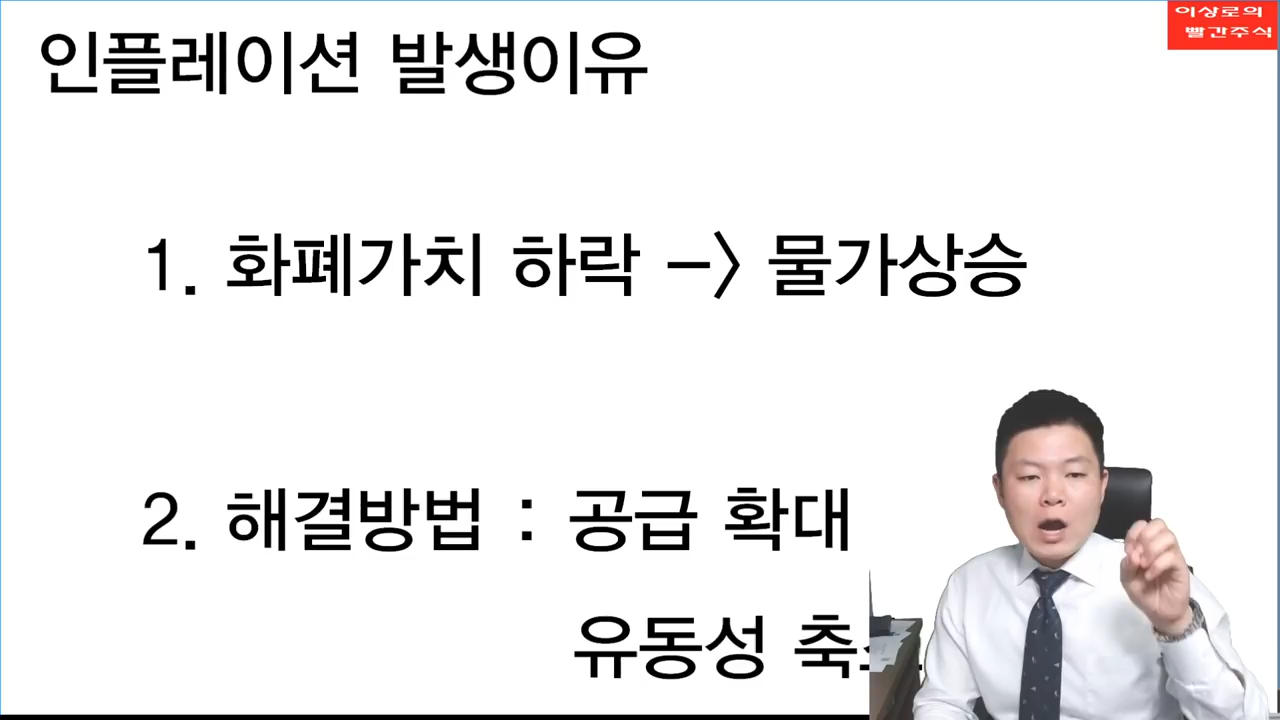 이상로의
빨간주식
인플레이션 발생이유
1. 화폐가치 하락 -> 물가상승
2. 해결방법 : 공급 확대
유동성